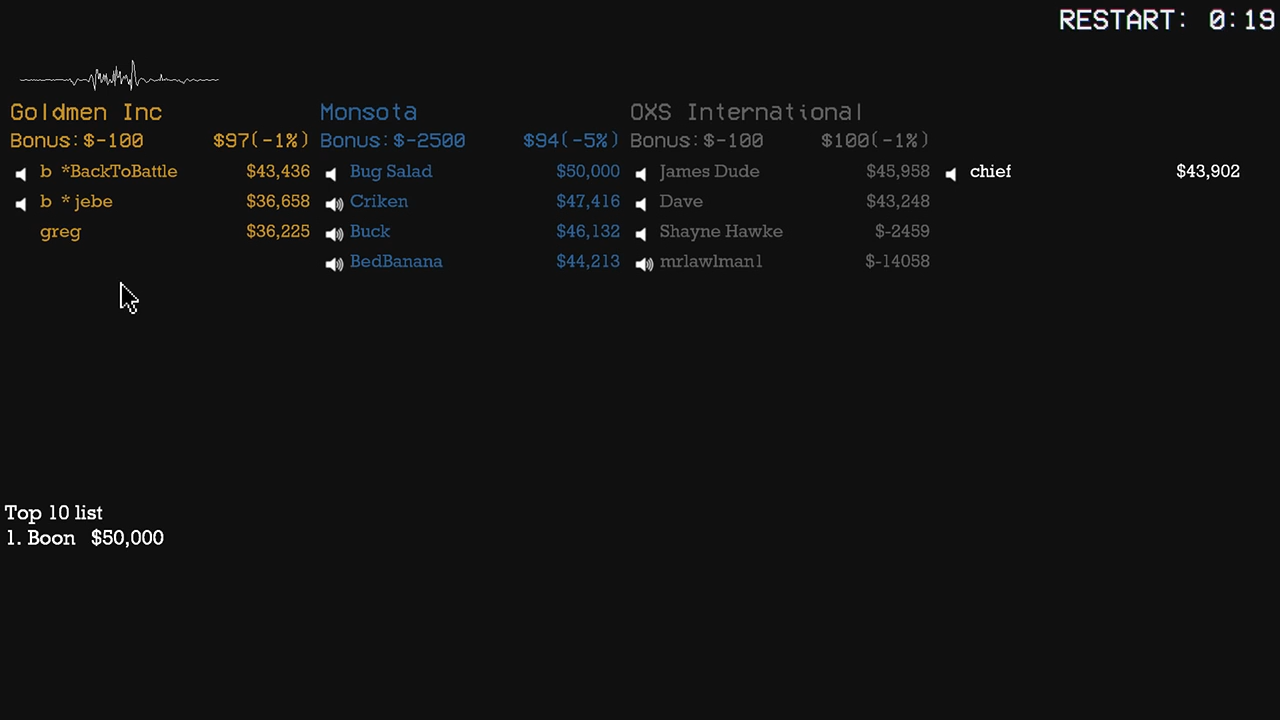 RESTART: 0:19
Goldmen Inc Monsota OXS International
Bonus:$-100 $97(-1%) Bonus:$-2500 $94(-5%) Bonus:$-100 $100(-1%)
b *BackToBattle $43,436 Bug Salad $50,000 James Dude $45,958 chief $43,902
b * jebe $36,658 Criken $47,416 Dave $43,248
greg $36,225 Buck $46,132 Shayne Hawke $-2459
BedBanana $44,213 mrlawlman1 $-14058
Top 10 list
1. Boon $50,000